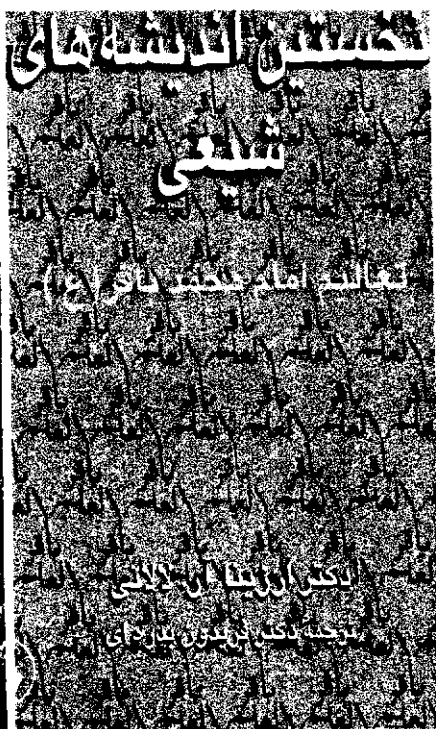 نخستین اندیشه‌های
شیعی
تعالیم امام محمد باقر (ع)
دکتر ارزینا آر. لالانی
ترجمه دکتر فریدون بدره‌ای